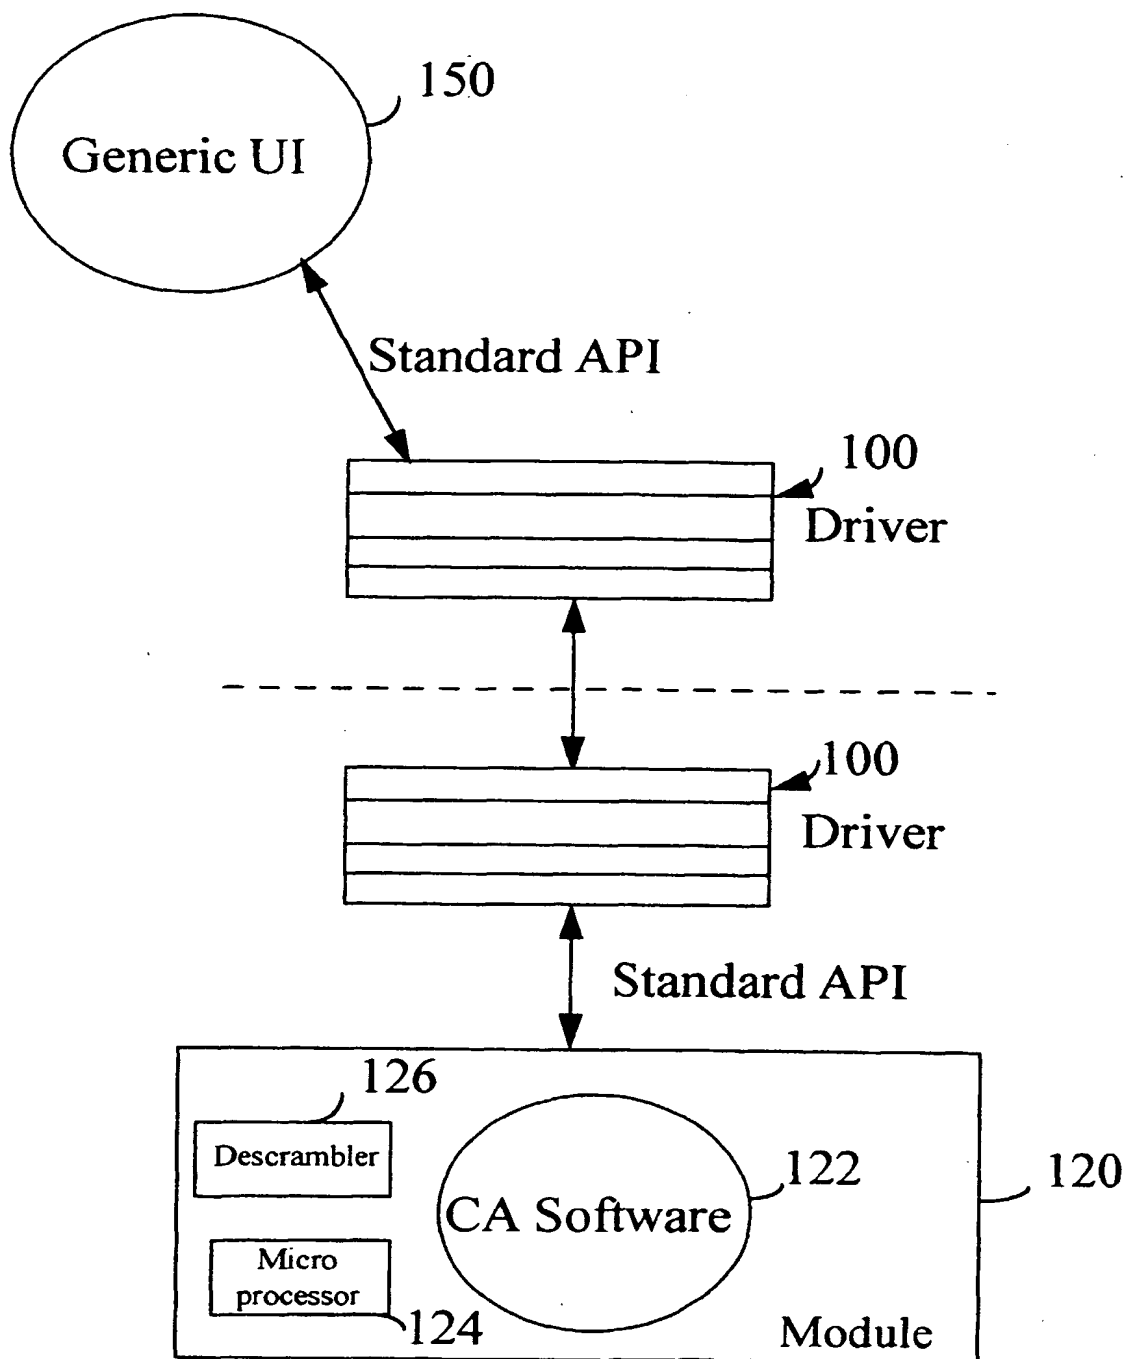 150
Generic UI
Standard API
100
Driver
100
Driver
Standard API
126
Descrambler
122
120
CA Software
Micro
processor
124
Module